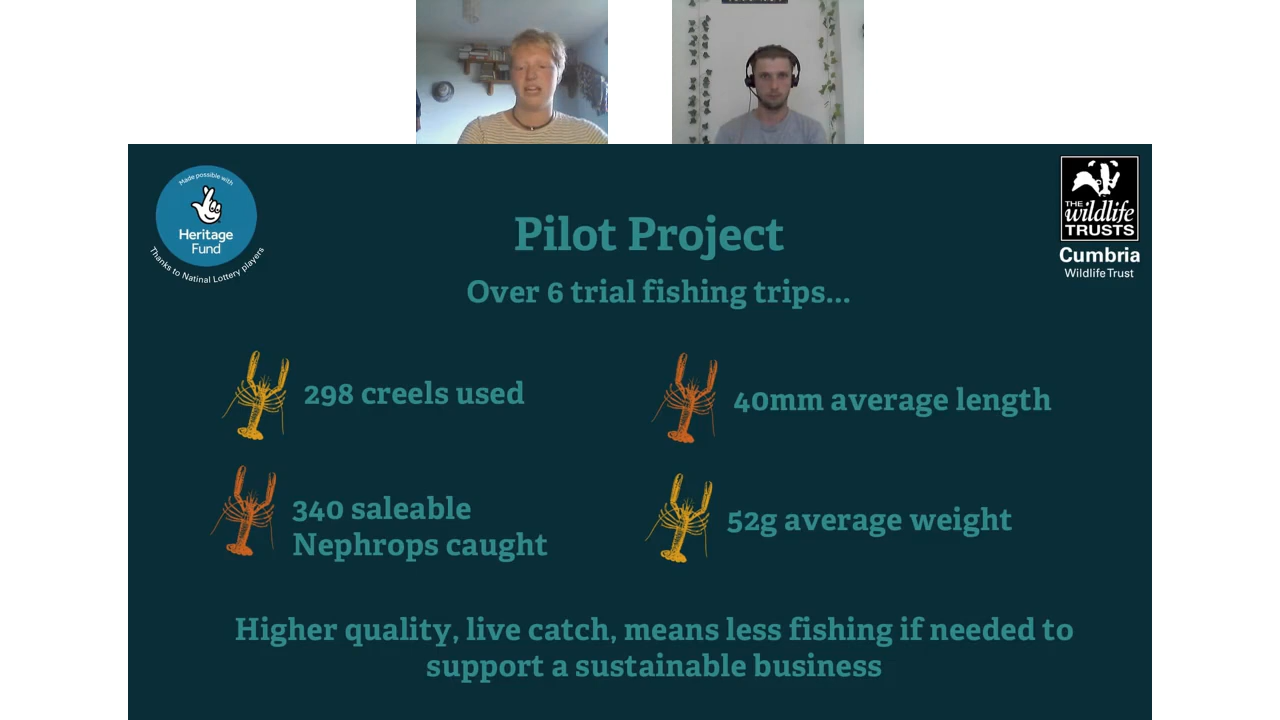 Made possible with
Heritage
Fund
Thanks to Natinal Lottery players
THE
wildlife
TRUSTS
Cumbria
Wildlife Trust
Pilot Project
Over 6 trial fishing trips...
298 creels used
40mm average length
340 saleable
Nephrops caught
52g average weight
Higher quality, live catch, means less fishing if needed to
support a sustainable business